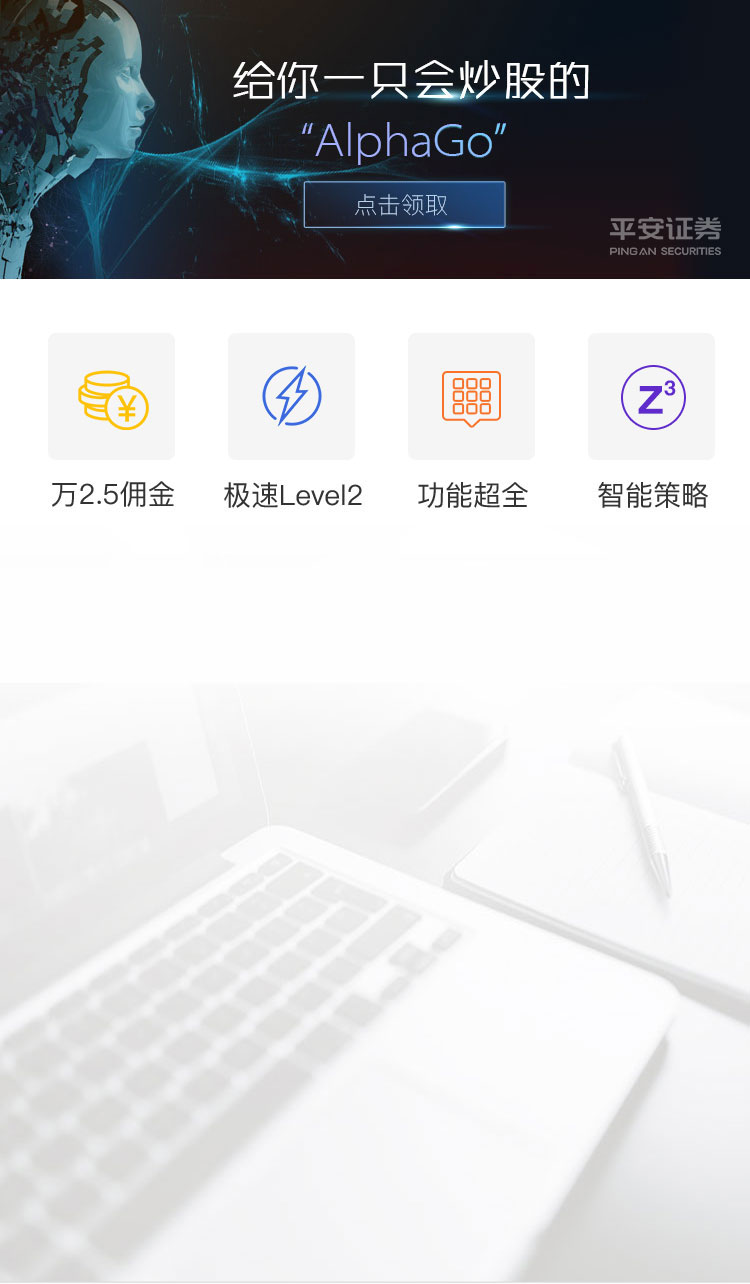 给你一只会炒股的
“AlphaGo”
点击领取
平安证券
PINGAN SECURITIES
¥
Z³
万2.5佣金
极速Level2
功能超全
智能策略